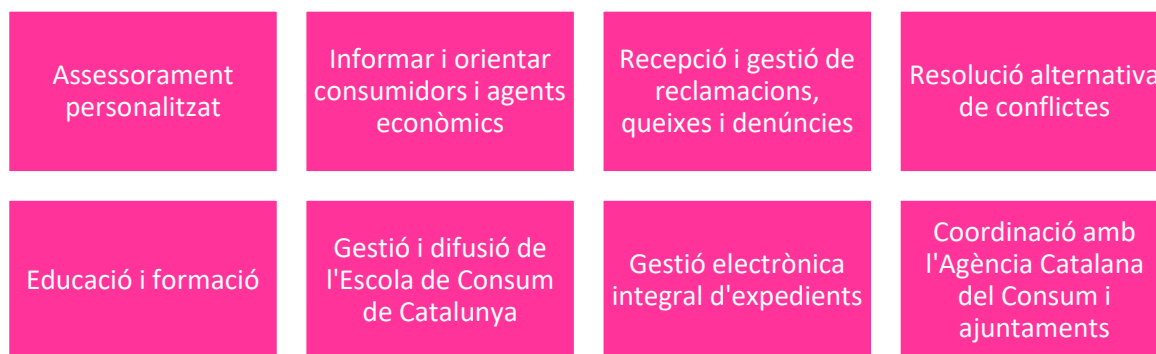 Assessorament
personalitzat
Informar i orientar
consumidors i agents
econòmics
Recepció i gestió de
reclamacions,
queixes i denúncies
Resolució alternativa
de conflictes
Educació i formació
Gestió i difusió de
l'Escola de Consum
de Catalunya
Gestió electrònica
integral d'expedients
Coordinació amb
l'Agència Catalana
del Consum i
ajuntaments